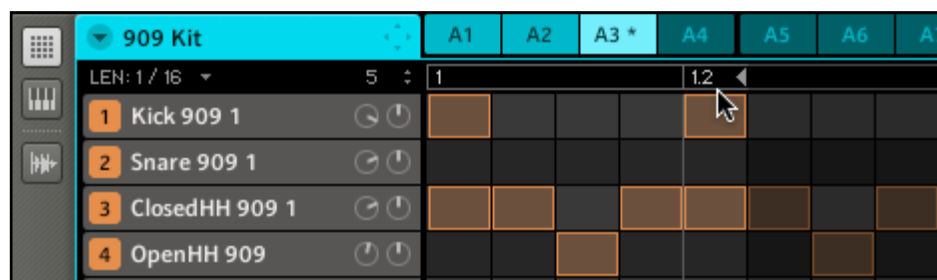 909 Kit A1 A2 A3 * A4 A5 A6
LEN: 1 / 16 5 1 1.2
1 Kick 909 1
2 Snare 909 1
3 ClosedHH 909 1
4 OpenHH 909